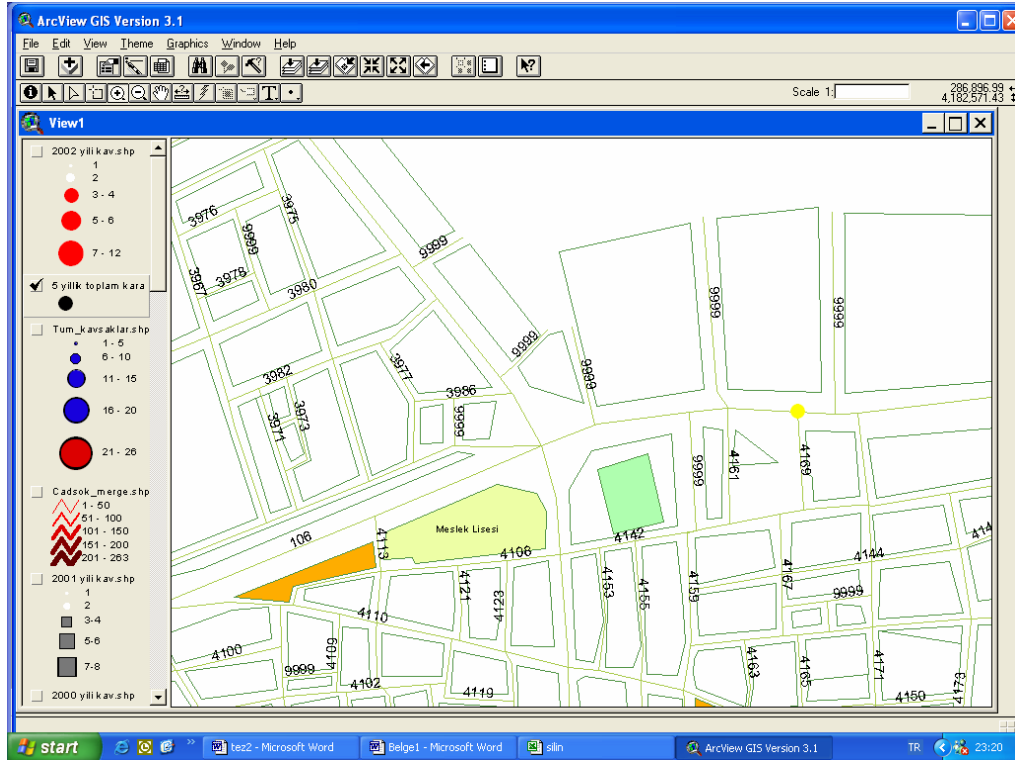 ArcView GIS Version 3.1
File Edit View Theme Graphics Window Help
Scale 1:
286,896.99
4,182,571.43
View1
2002 yili kav.shp
1
2
3 - 4
5 - 6
7 - 12
5 yillik toplam kara
Tum_kavsaklar.shp
1 - 5
6 - 10
11 - 15
16 - 20
21 - 26
Cadsok_merge.shp
1 - 50
51 - 100
101 - 150
151 - 200
201 - 263
2001 yili kav.shp
1
2
3-4
5-6
7-8
2000 yili kav.shp
3976
3975
9999
3967
3978
3980
9999
9999
9999
9999
9999
3982
3977
3986
3971
3973
9999
9999
4161
4169
106
4113
Meslek Lisesi
4108
4142
4144
414
4121
4123
4153
4155
4159
4167
9999
4110
4100
4109
9999
4102
4119
4163
4165
4171
4150
4173
start
tez2 - Microsoft Word
Belge1 - Microsoft Word
silin
ArcView GIS Version 3.1
TR
23:20